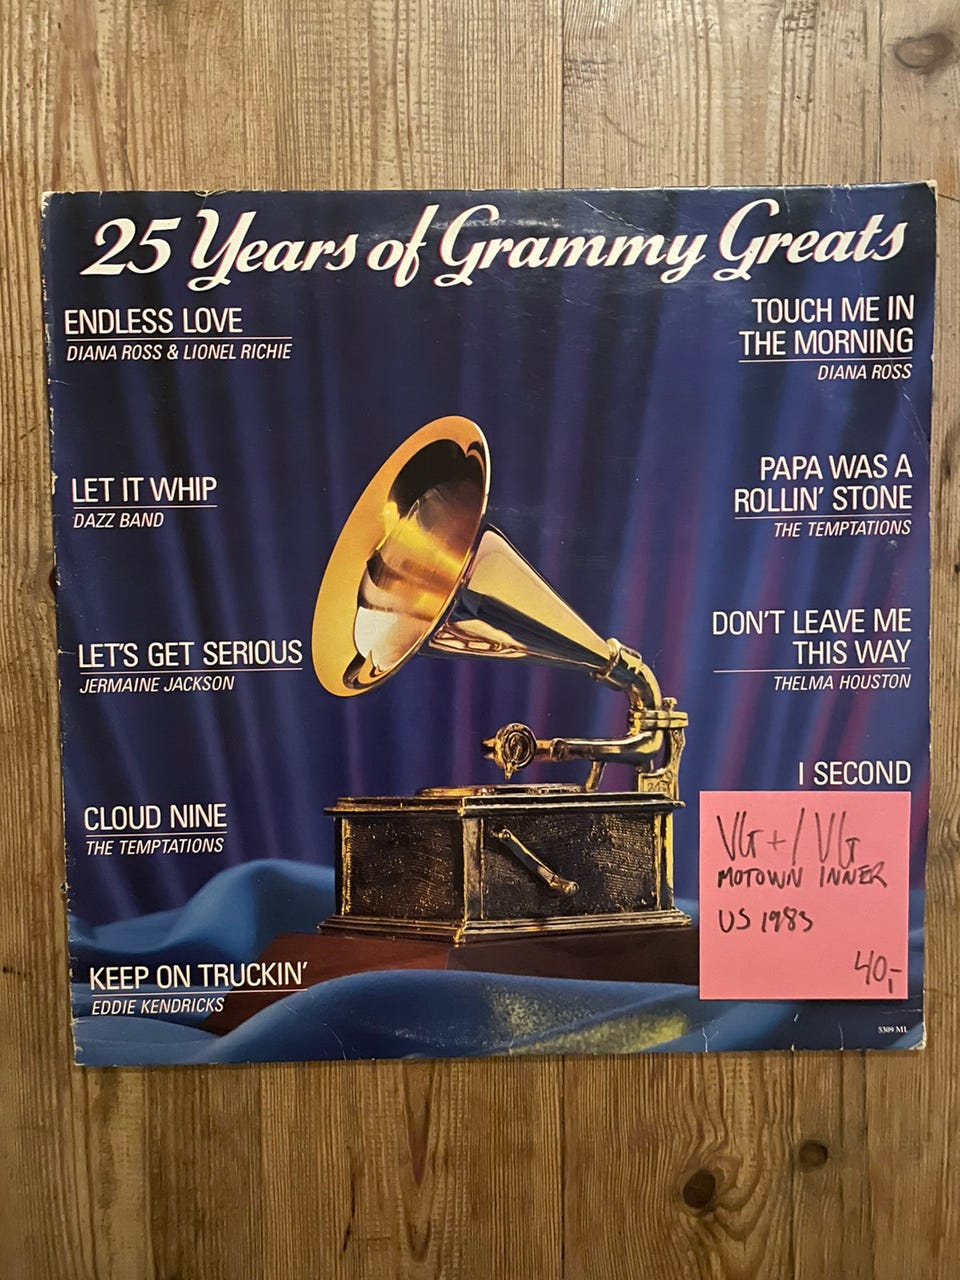 25 Years of Grammy Greats
ENDLESS LOVE
DIANA ROSS & LIONEL RICHIE
LET IT WHIP
DAZZ BAND
LET'S GET SERIOUS
JERMAINE JACKSON
CLOUD NINE
THE TEMPTATIONS
KEEP ON TRUCKIN'
EDDIE KENDRICKS
TOUCH ME IN
THE MORNING
DIANA ROSS
PAPA WAS A
ROLLIN' STONE
THE TEMPTATIONS
DON'T LEAVE ME
THIS WAY
THELMA HOUSTON
I SECOND
VG+/VG
MOTOWN INNER
US 1983
40,-
5309 ML